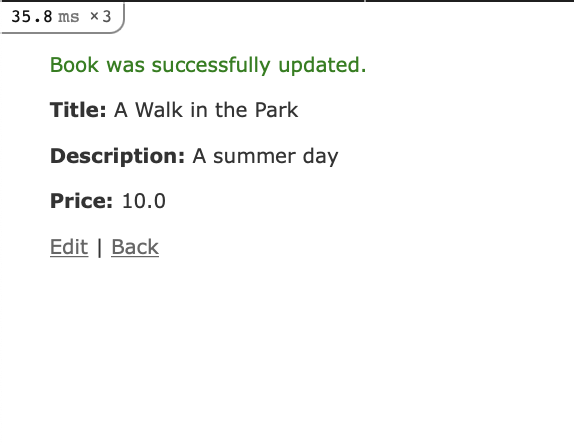 35.8 ms ×3
Book was successfully updated.
Title: A Walk in the Park
Description: A summer day
Price: 10.0
Edit | Back